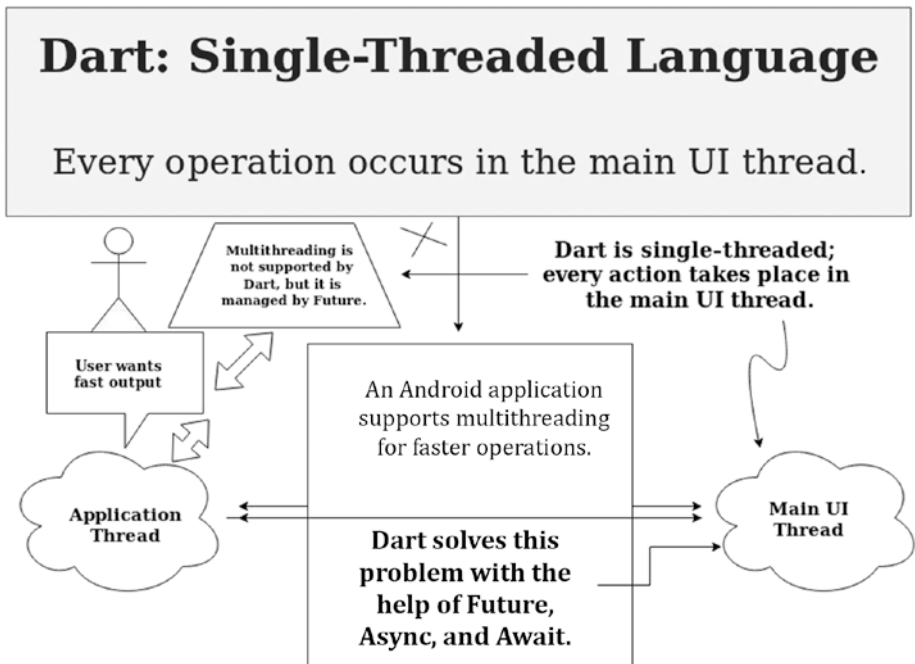 Dart: Single-Threaded Language
Every operation occurs in the main UI thread.
Multithreading is
not supported by
Dart, but it is
managed by Future.
Dart is single-threaded;
every action takes place in
the main UI thread.
User wants
fast output
An Android application
supports multithreading
for faster operations.
Application
Thread
Main UI
Thread
Dart solves this
problem with the
help of Future,
Async, and Await.